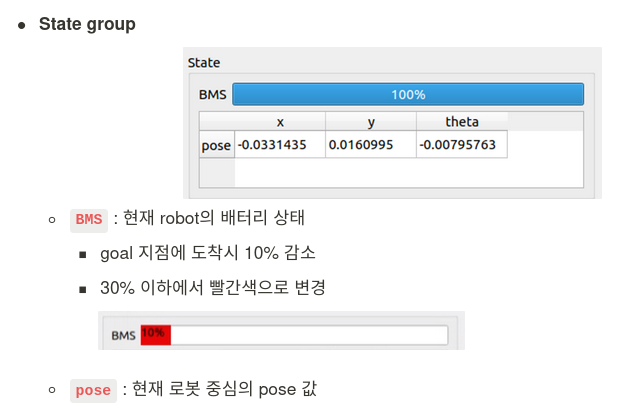 State group
State
BMS 100%
x y theta
pose -0.0331435 0.0160995 -0.00795763
BMS : 현재 robot의 배터리 상태
goal 지점에 도착시 10% 감소
30% 이하에서 빨간색으로 변경
BMS 10%
pose : 현재 로봇 중심의 pose 값